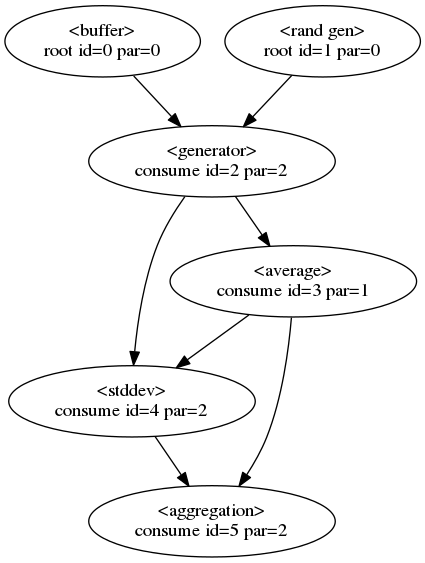 <buffer>
root id=0 par=0
<rand gen>
root id=1 par=0
<generator>
consume id=2 par=2
<average>
consume id=3 par=1
<stddev>
consume id=4 par=2
<aggregation>
consume id=5 par=2